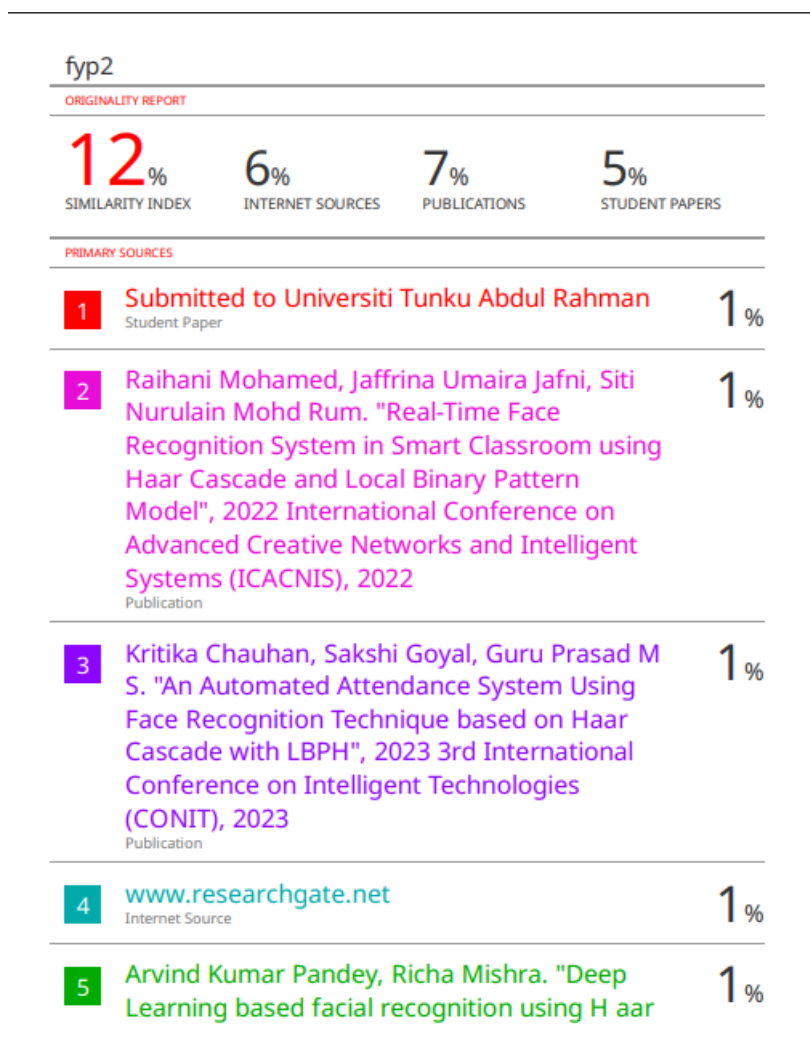 fyp2
ORIGINALITY REPORT
12% 6% 7% 5%
SIMILARITY INDEX INTERNET SOURCES PUBLICATIONS STUDENT PAPERS
PRIMARY SOURCES
1 Submitted to Universiti Tunku Abdul Rahman 1%
Student Paper
2 Raihani Mohamed, Jaffrina Umaira Jafni, Siti 1%
Nurulain Mohd Rum. "Real-Time Face
Recognition System in Smart Classroom using
Haar Cascade and Local Binary Pattern
Model", 2022 International Conference on
Advanced Creative Networks and Intelligent
Systems (ICACNIS), 2022
Publication
3 Kritika Chauhan, Sakshi Goyal, Guru Prasad M 1%
S. "An Automated Attendance System Using
Face Recognition Technique based on Haar
Cascade with LBPH", 2023 3rd International
Conference on Intelligent Technologies
(CONIT), 2023
Publication
4 www.researchgate.net 1%
Internet Source
5 Arvind Kumar Pandey, Richa Mishra. "Deep 1%
Learning based facial recognition using H aar